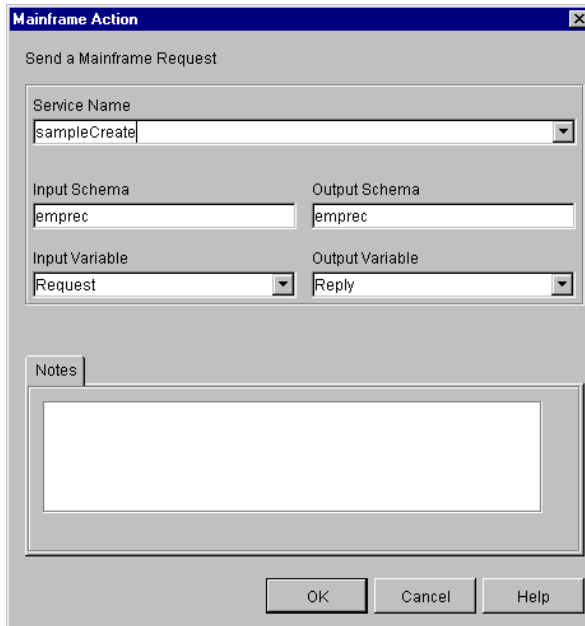 Mainframe Action
Send a Mainframe Request
Service Name
sampleCreate
Input Schema Output Schema
emprec emprec
Input Variable Output Variable
Request Reply
Notes
OK Cancel Help